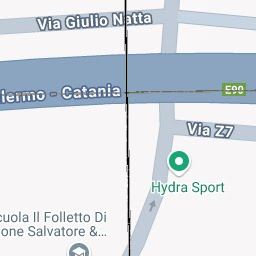 Via Giulio Natta
lermo - Catania
E90
Via Z7
Hydra Sport
cuola Il Folletto Di
one Salvatore &...